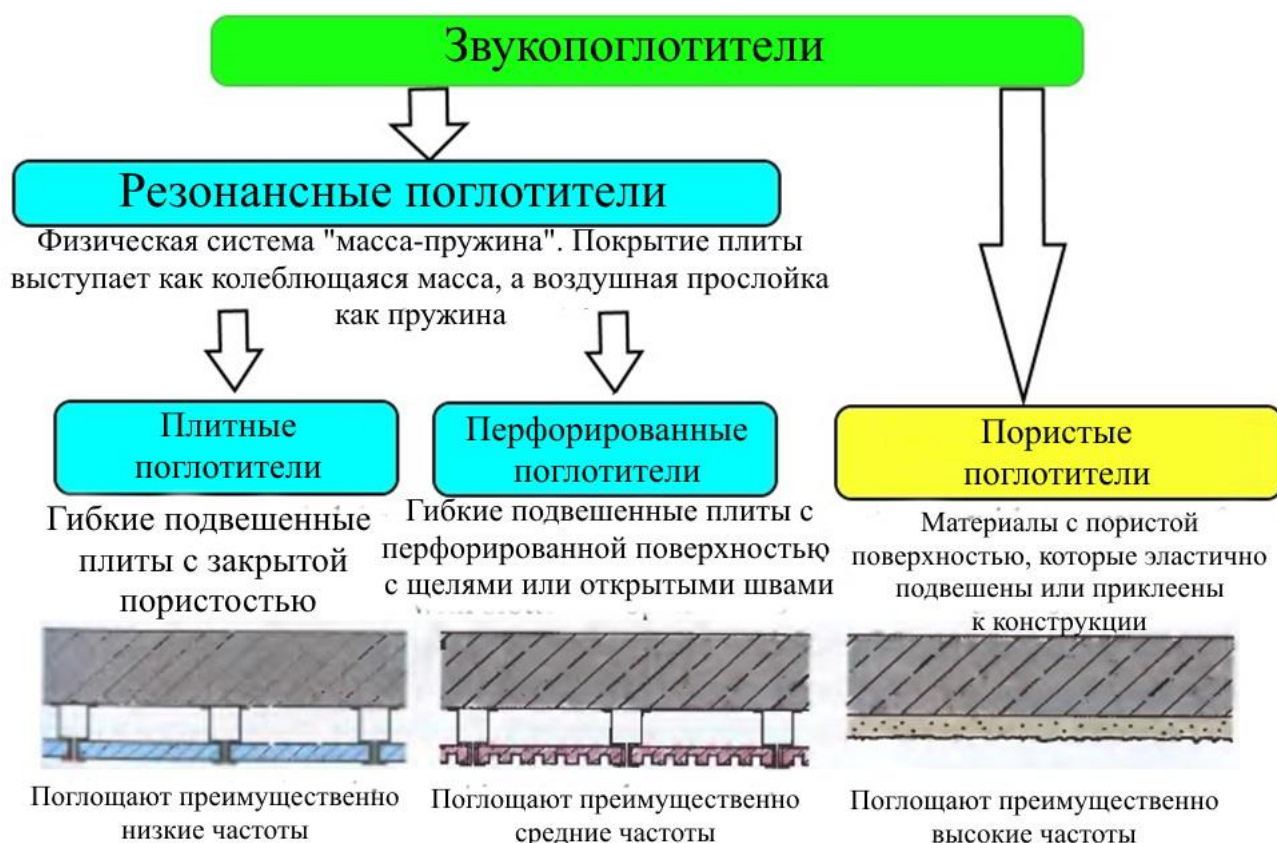 Звукопоглотители
Резонансные поглотители
Физическая система "масса-пружина". Покрытие плиты
выступает как колеблющаяся масса, а воздушная прослойка
как пружина
Плитные
поглотители
Гибкие подвешенные
плиты с закрытой
пористостью
Поглощают преимущественно
низкие частоты
Перфорированные
поглотители
Гибкие подвешенные плиты с
перфорированной поверхностью,
с щелями или открытыми швами
Поглощают преимущественно
средние частоты
Пористые
поглотители
Материалы с пористой
поверхностью, которые эластично
подвешены или приклеены
к конструкции
Поглощают преимущественно
высокие частоты